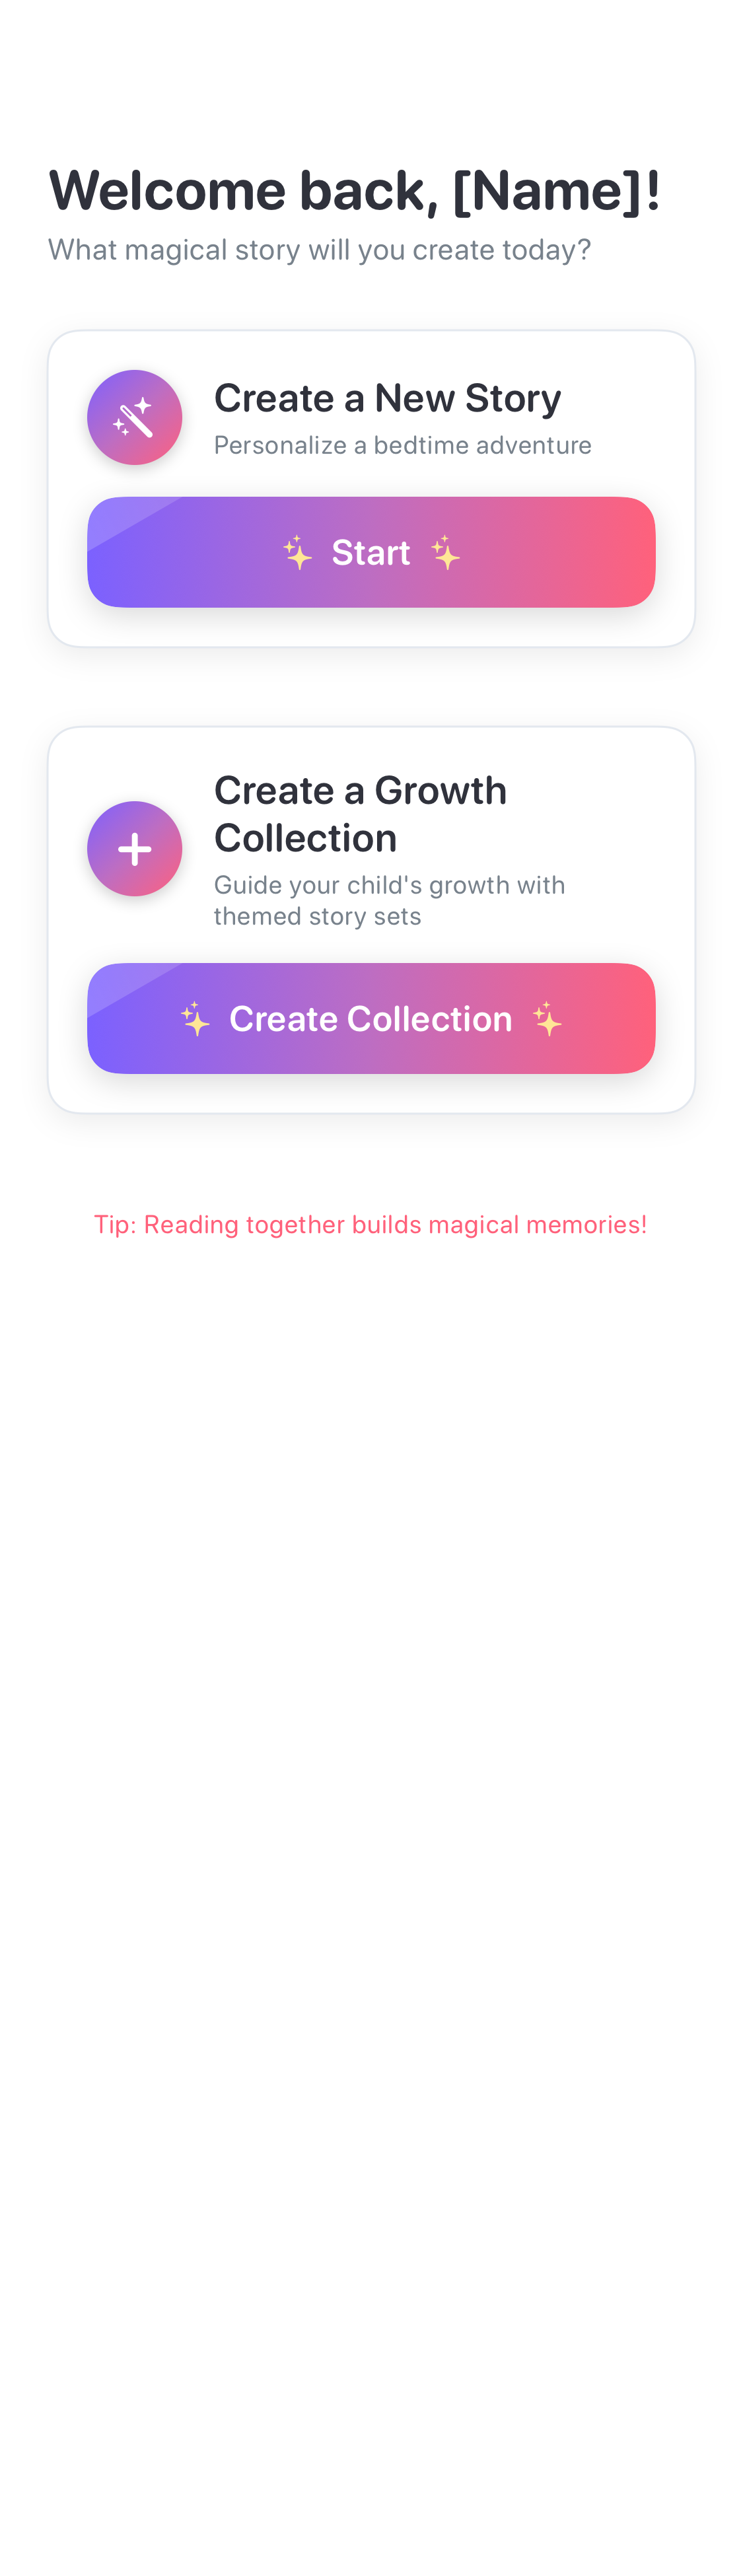 Welcome back, [Name]!
What magical story will you create today?
Create a New Story
Personalize a bedtime adventure
Start
Create a Growth
Collection
Guide your child's growth with
themed story sets
Create Collection
Tip: Reading together builds magical memories!